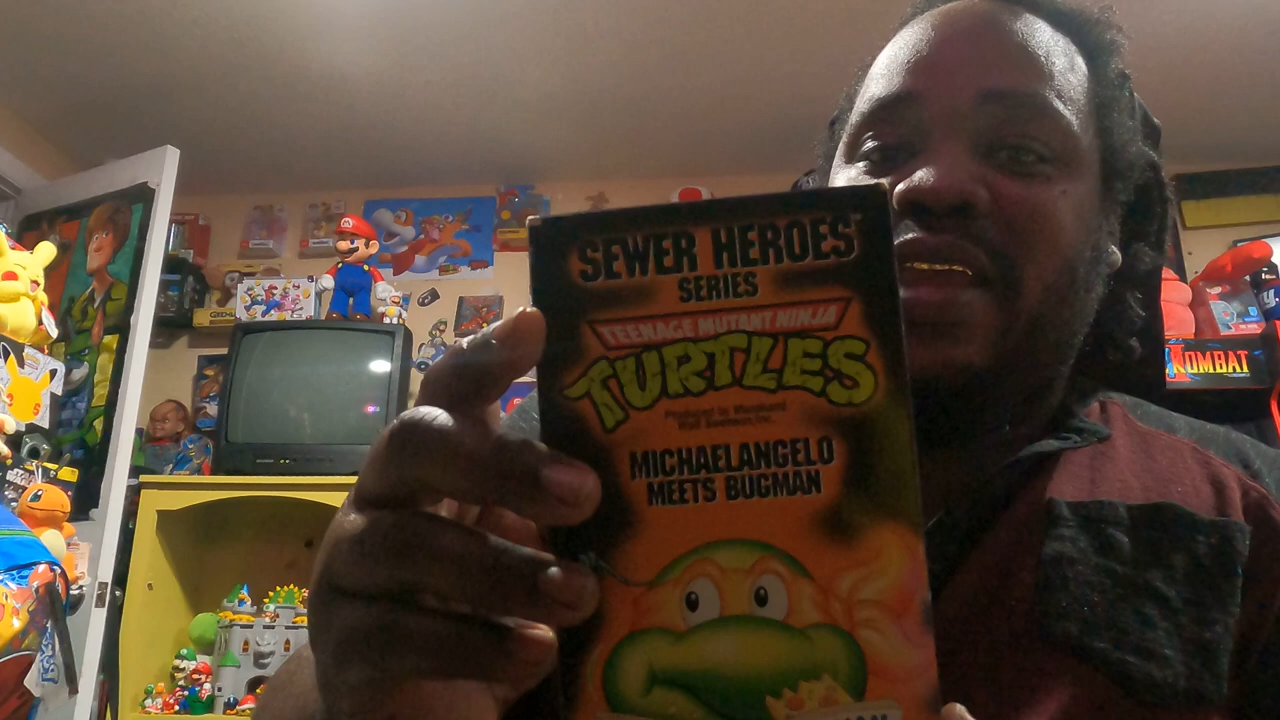 SEWER HEROES
SERIES
TEENAGE MUTANT NINJA
TURTLES
MICHAELANGELO
MEETS BUGMAN
KOMBAT